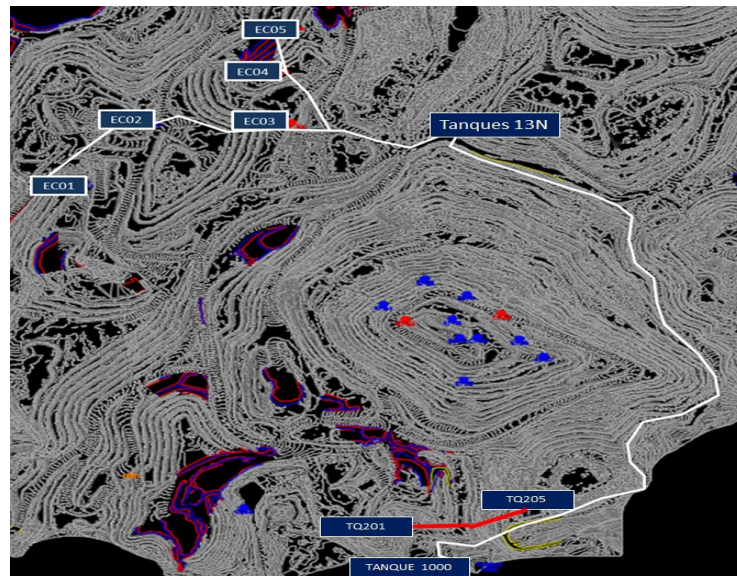 EC05
EC04
EC02
EC03
Tanques 13N
EC01
TQ205
TQ201
TANQUE 1000